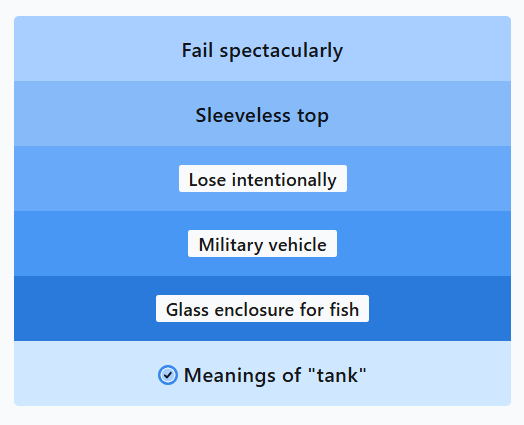 Fail spectacularly
Sleeveless top
Lose intentionally
Military vehicle
Glass enclosure for fish
Meanings of "tank"